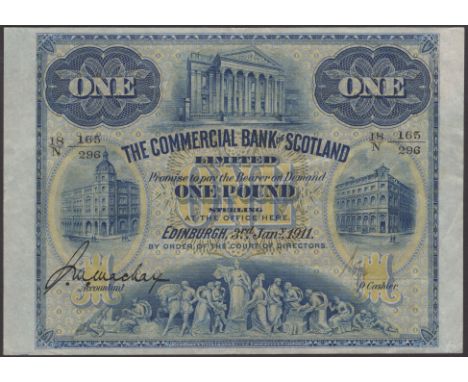 ONE ONE
18/N 165/296 18/N 165/296
THE COMMERCIAL BANK OF SCOTLAND
LIMITED
Promise to pay the Bearer on Demand
ONE POUND
STERLING
AT THE OFFICE HERE.
EDINBURGH, 3rd Jany. 1911.
BY ORDER OF THE COURT OF DIRECTORS.
Accountant
Cashier